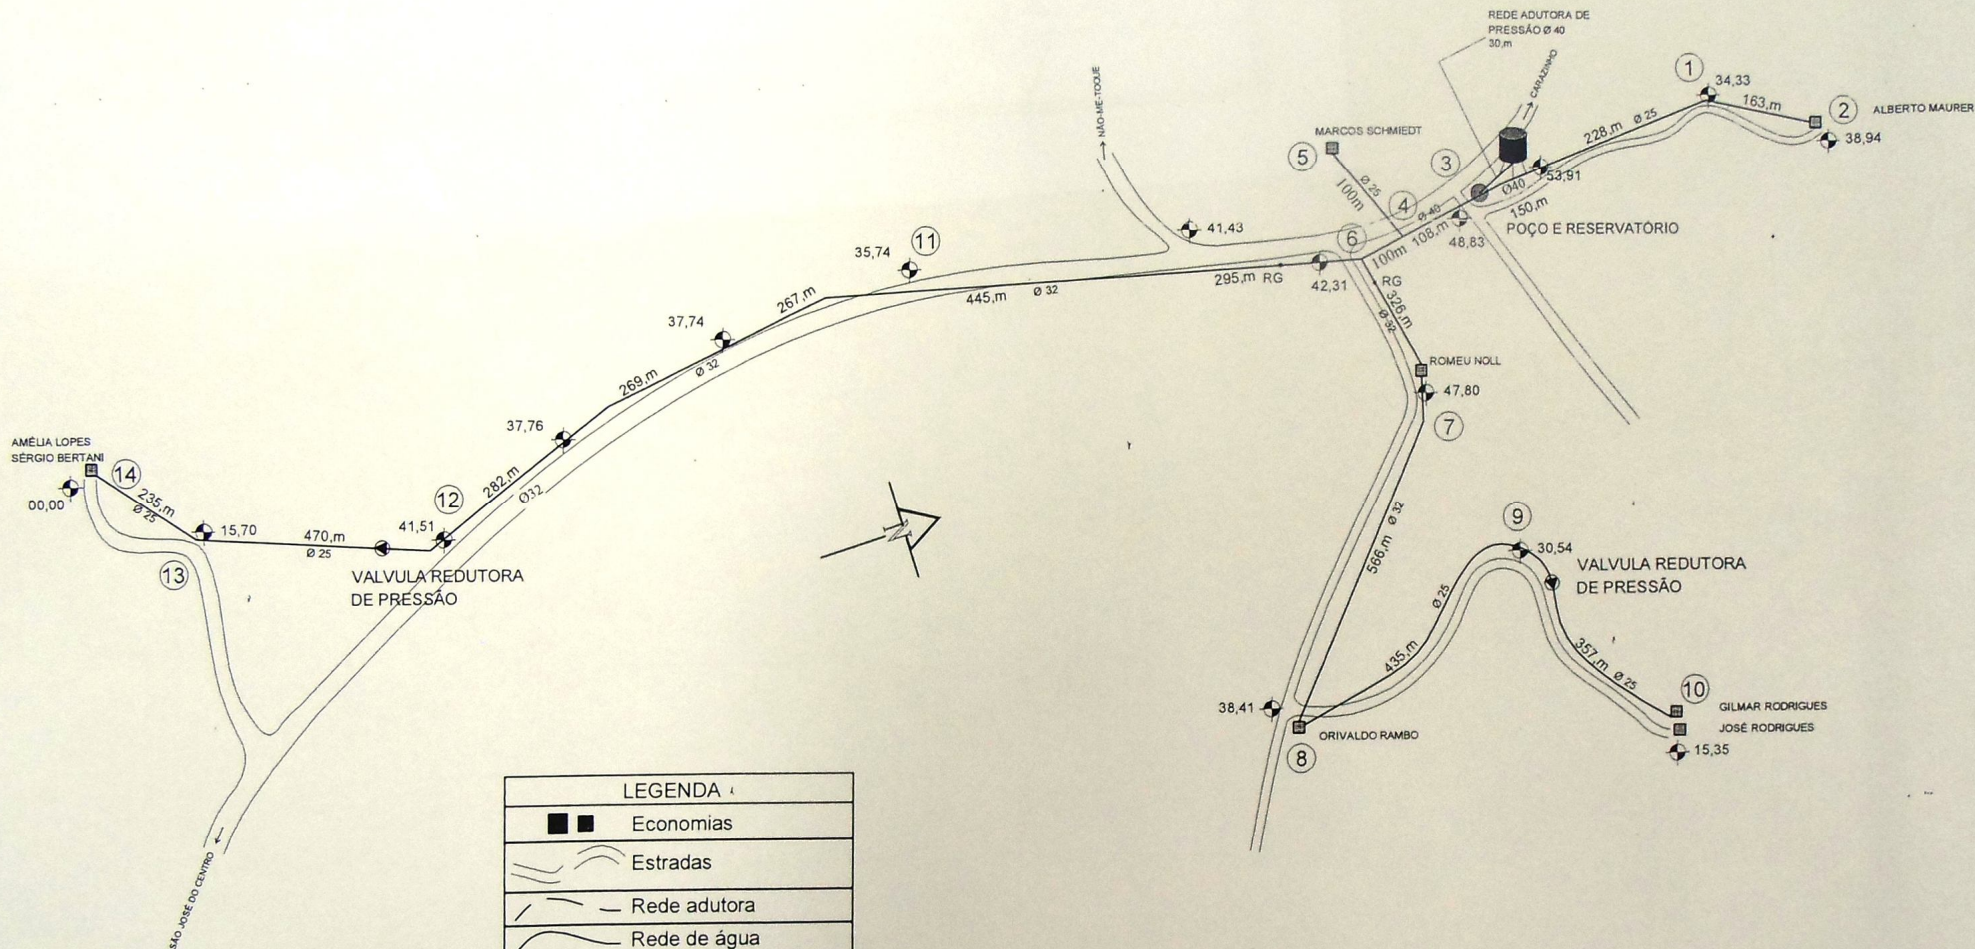 REDE ADUTORA DE
PRESSÃO Ø 40
30,m
CARAZINHO
NÃO-ME-TOQUE
1
34,33
163,m
2
ALBERTO MAURER
38,94
228,m Ø 25
MARCOS SCHMIEDT
5
3
Ø 25
100m
4
Ø 40
108,m
Ø40
53,91
150,m
POÇO E RESERVATÓRIO
48,83
41,43
6
100m
11
35,74
295,m RG
42,31
RG
445,m Ø 32
267,m
326,m
Ø 32
37,74
Ø 32
269,m
ROMEU NOLL
47,80
7
37,76
AMÉLIA LOPES
SÉRGIO BERTANI
14
00,00
235,m
Ø 25
282,m
Ø32
12
41,51
15,70
470,m
Ø 25
13
VALVULA REDUTORA
DE PRESSÃO
N
566,m Ø 32
9
30,54
VALVULA REDUTORA
DE PRESSÃO
Ø 25
435,m
357,m Ø 25
10
GILMAR RODRIGUES
JOSÉ RODRIGUES
15,35
38,41
ORIVALDO RAMBO
8
SÃO JOSÉ DO CENTRO
LEGENDA
Economias
Estradas
Rede adutora
Rede de água